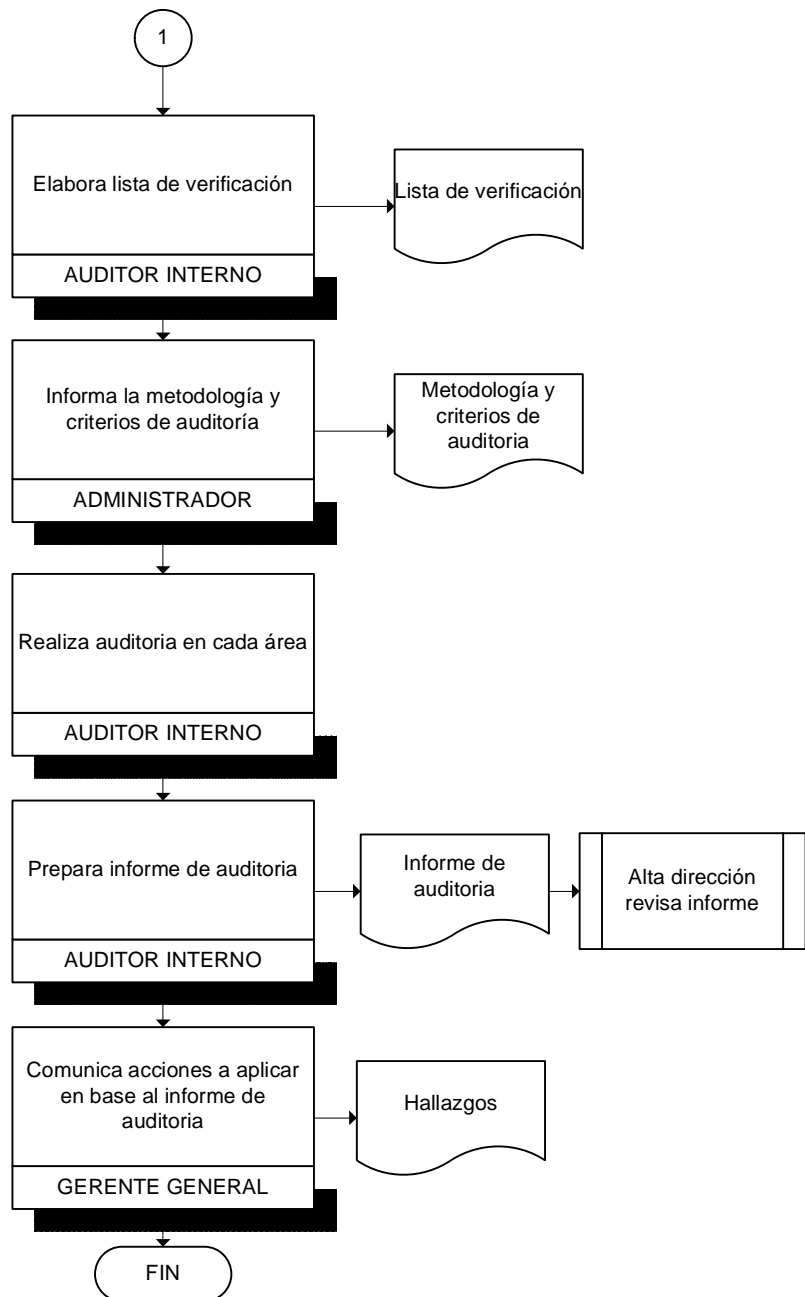 1
Elabora lista de verificación
AUDITOR INTERNO
Lista de verificación
Informa la metodología y
criterios de auditoría
ADMINISTRADOR
Metodología y
criterios de
auditoria
Realiza auditoria en cada área
AUDITOR INTERNO
Prepara informe de auditoria
AUDITOR INTERNO
Informe de
auditoria
Alta dirección
revisa informe
Comunica acciones a aplicar
en base al informe de
auditoria
GERENTE GENERAL
Hallazgos
FIN